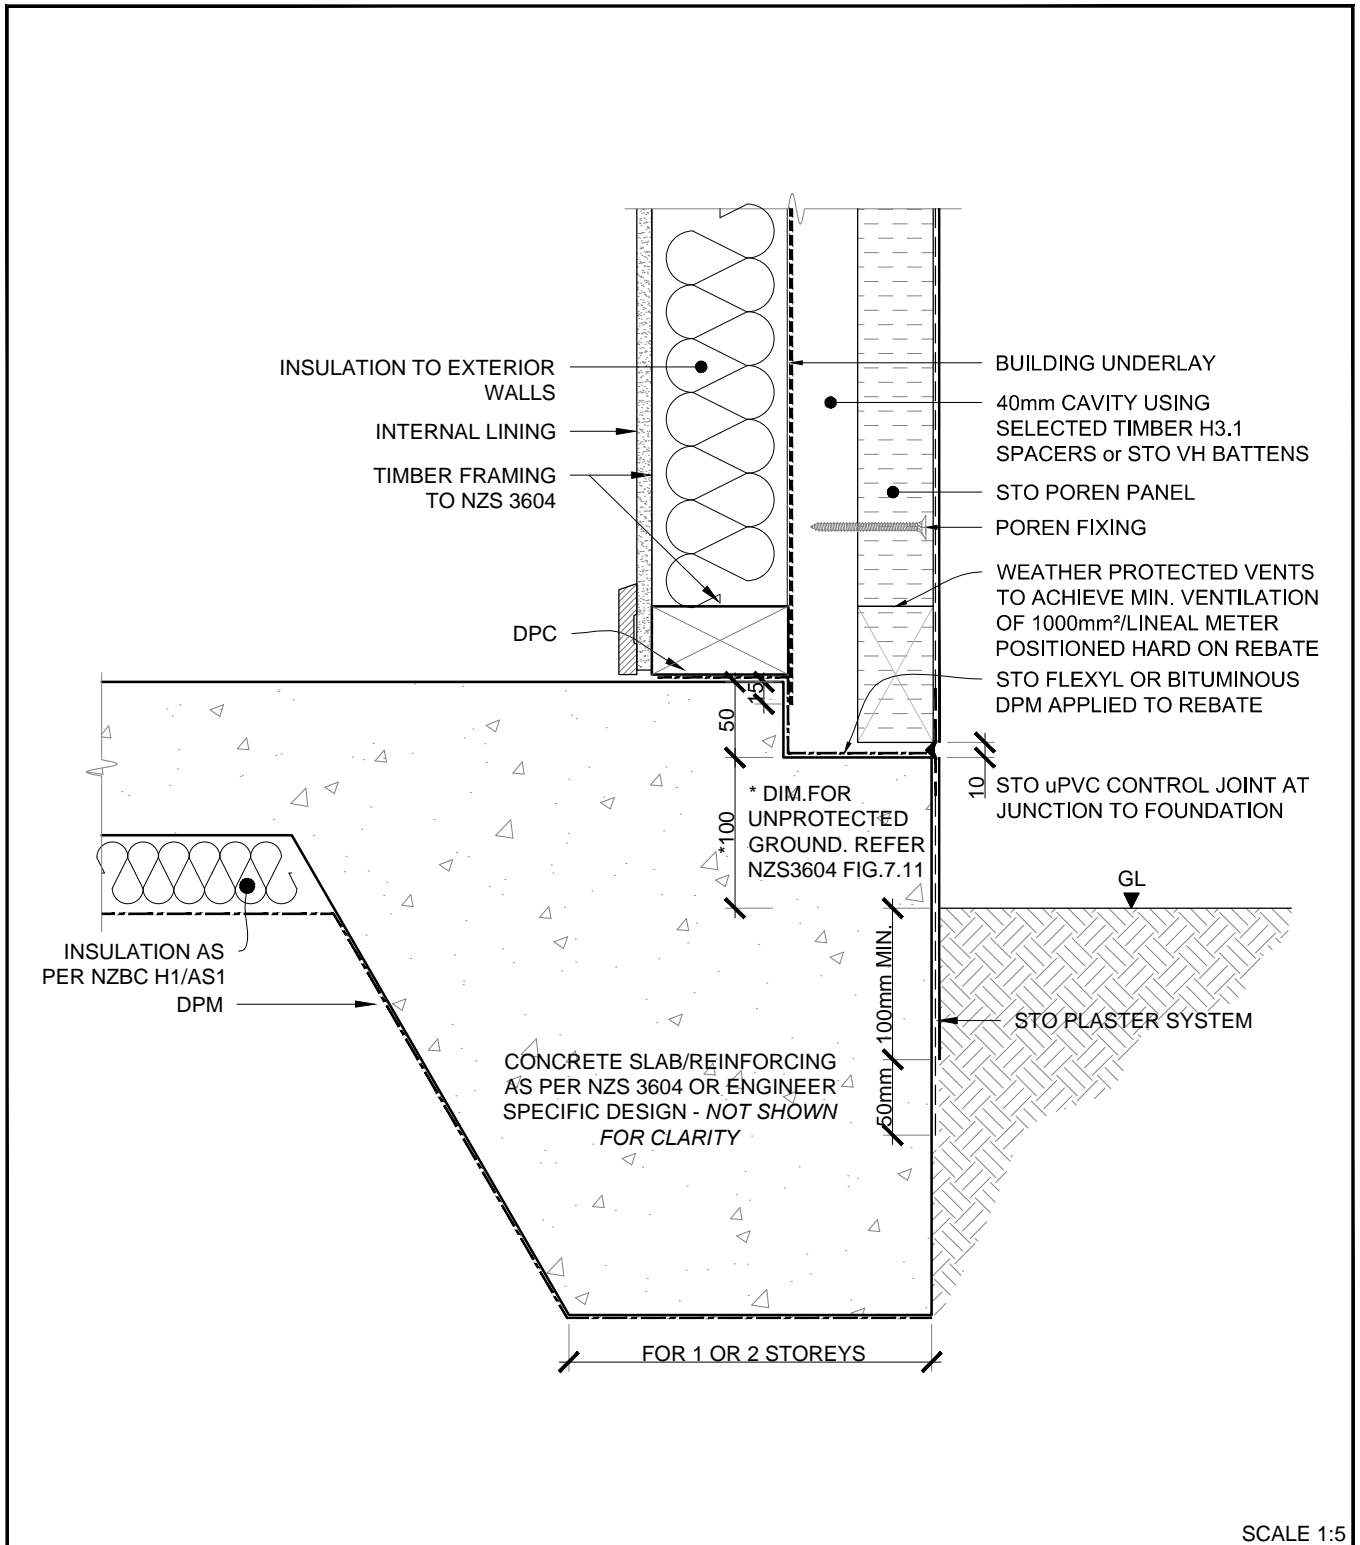 INSULATION TO EXTERIOR
WALLS
INTERNAL LINING
TIMBER FRAMING
TO NZS 3604
DPC
BUILDING UNDERLAY
40mm CAVITY USING
SELECTED TIMBER H3.1
SPACERS or STO VH BATTENS
STO POREN PANEL
POREN FIXING
WEATHER PROTECTED VENTS
TO ACHIEVE MIN. VENTILATION
OF 1000mm²/LINEAL METER
POSITIONED HARD ON REBATE
STO FLEXYL OR BITUMINOUS
DPM APPLIED TO REBATE
15
50
10
STO uPVC CONTROL JOINT AT
JUNCTION TO FOUNDATION
*100
* DIM.FOR
UNPROTECTED
GROUND. REFER
NZS3604 FIG.7.11
GL
INSULATION AS
PER NZBC H1/AS1
DPM
100mm MIN.
STO PLASTER SYSTEM
50mm
CONCRETE SLAB/REINFORCING
AS PER NZS 3604 OR ENGINEER
SPECIFIC DESIGN - NOT SHOWN
FOR CLARITY
FOR 1 OR 2 STOREYS
SCALE 1:5